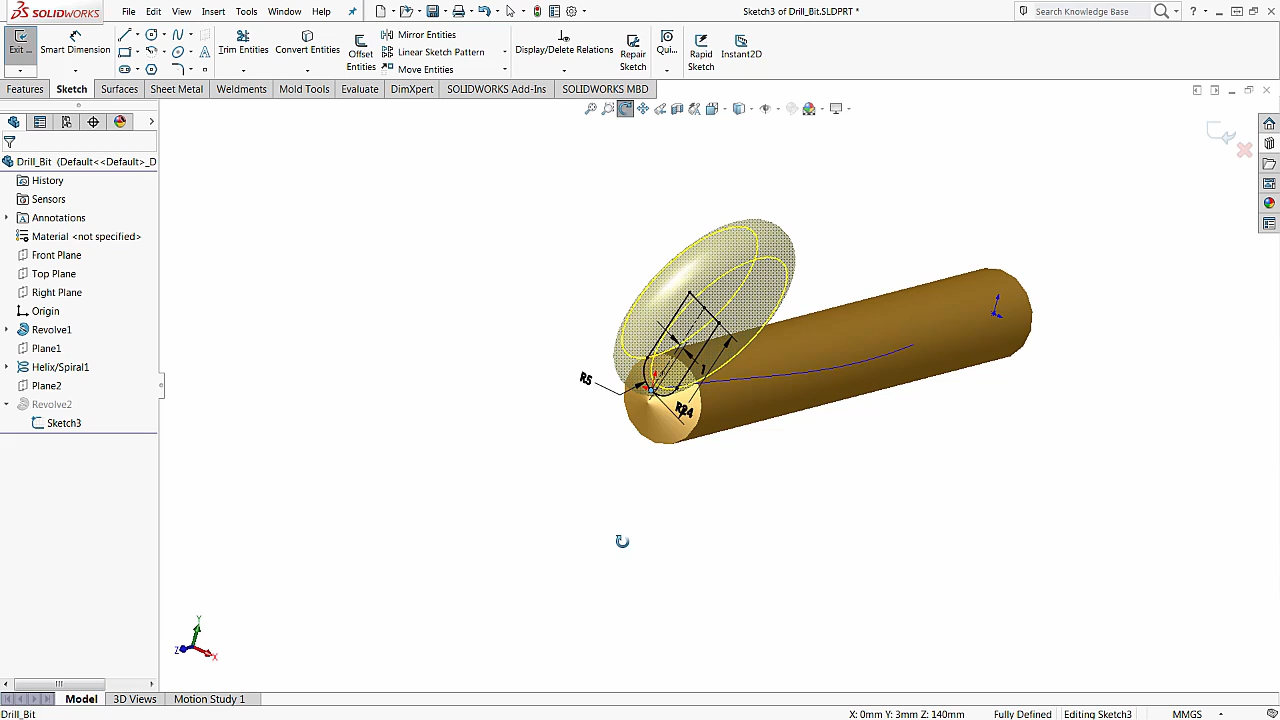 SOLIDWORKS File Edit View Insert Tools Window Help Sketch3 of Drill_Bit.SLDPRT * Search Knowledge Base ?
Exit... Smart Dimension Trim Entities Convert Entities Offset Entities Mirror Entities Linear Sketch Pattern Move Entities Display/Delete Relations Repair Sketch Qui... Rapid Sketch Instant2D
Features Sketch Surfaces Sheet Metal Weldments Mold Tools Evaluate DimXpert SOLIDWORKS Add-Ins SOLIDWORKS MBD
Drill_Bit (Default<<Default>_D
History
Sensors
Annotations
Material <not specified>
Front Plane
Top Plane
Right Plane
Origin
Revolve1
Plane1
Helix/Spiral1
Plane2
Revolve2
Sketch3
R5
1
R24
Y
Z
X
Model 3D Views Motion Study 1
Drill_Bit X: 0mm Y: 3mm Z: 140mm Fully Defined Editing Sketch3 MMGS